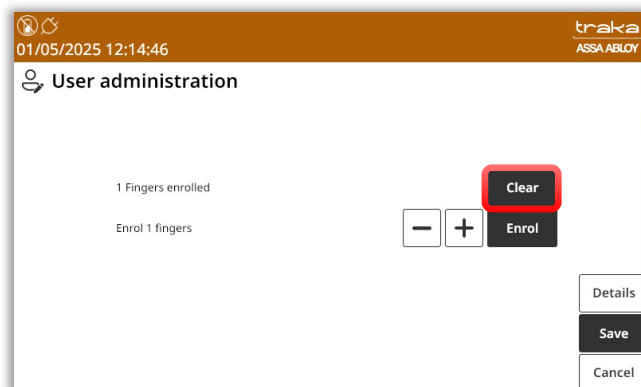 traka
01/05/2025 12:14:46
ASSA ABLOY
User administration
1 Fingers enrolled
Clear
Enrol 1 fingers
Enrol
Details
Save
Cancel